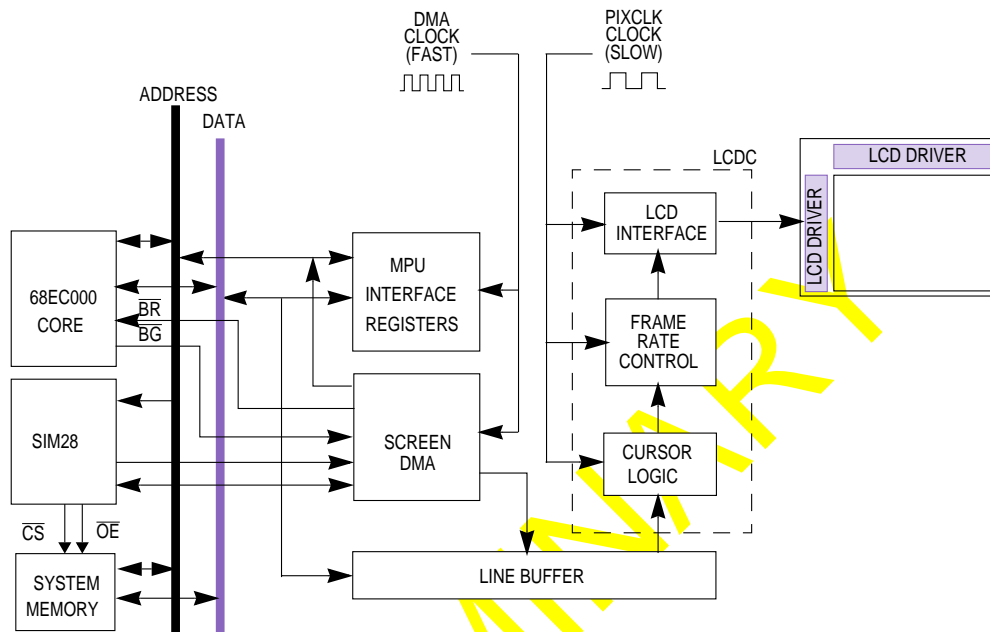 DMA
CLOCK
(FAST)
PIXCLK
CLOCK
(SLOW)
ADDRESS
DATA
LCDC
LCD DRIVER
LCD DRIVER
LCD
INTERFACE
68EC000
CORE
BR
BG
MPU
INTERFACE
REGISTERS
FRAME
RATE
CONTROL
SIM28
SCREEN
DMA
CURSOR
LOGIC
CS
OE
SYSTEM
MEMORY
LINE BUFFER